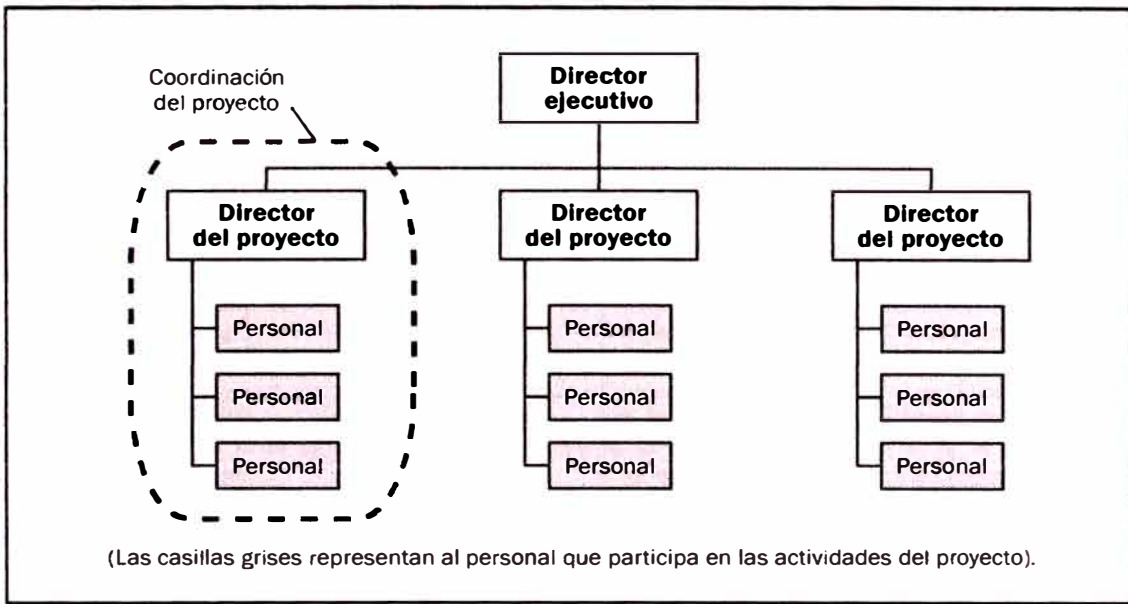 Coordinación
del proyecto
Director
ejecutivo
Director
del proyecto
Director
del proyecto
Director
del proyecto
Personal
Personal
Personal
Personal
Personal
Personal
Personal
Personal
Personal
(Las casillas grises representan al personal que participa en las actividades del proyecto).